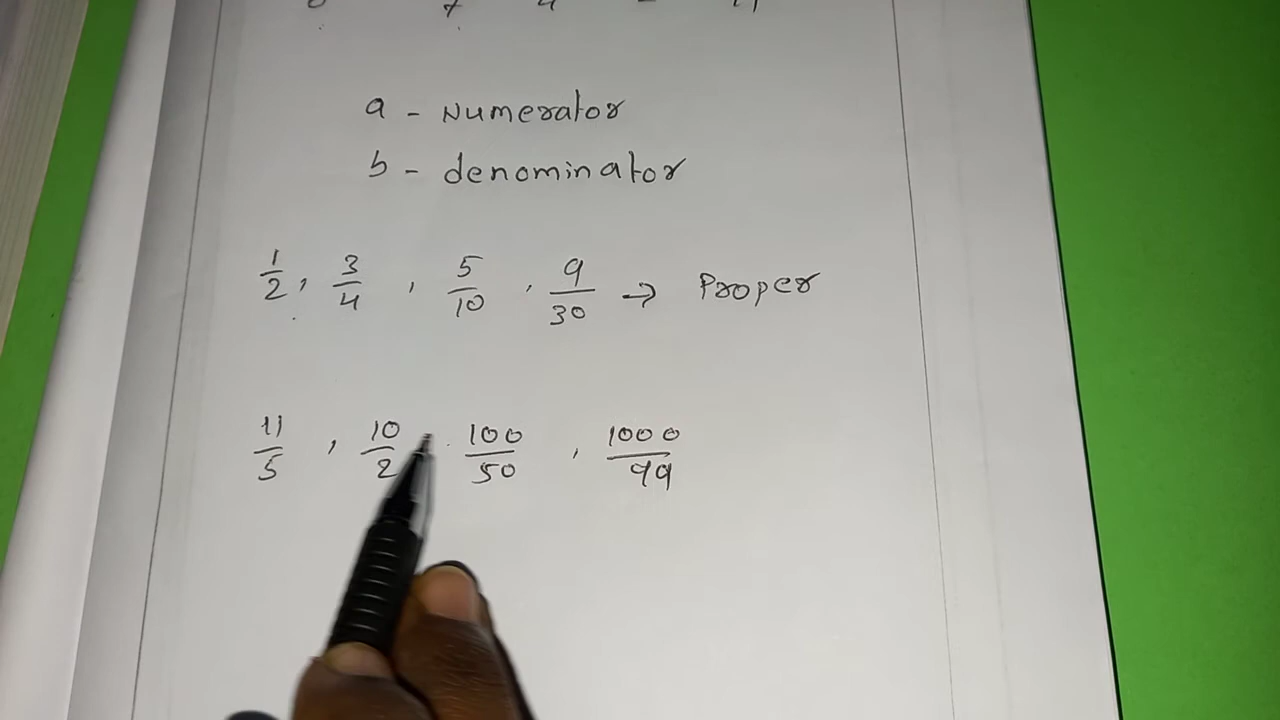 a - Numerator
b - denominator
1/2, 3/4, 5/10, 9/30 → Proper
11/5, 10/2 100/50, 1000/99